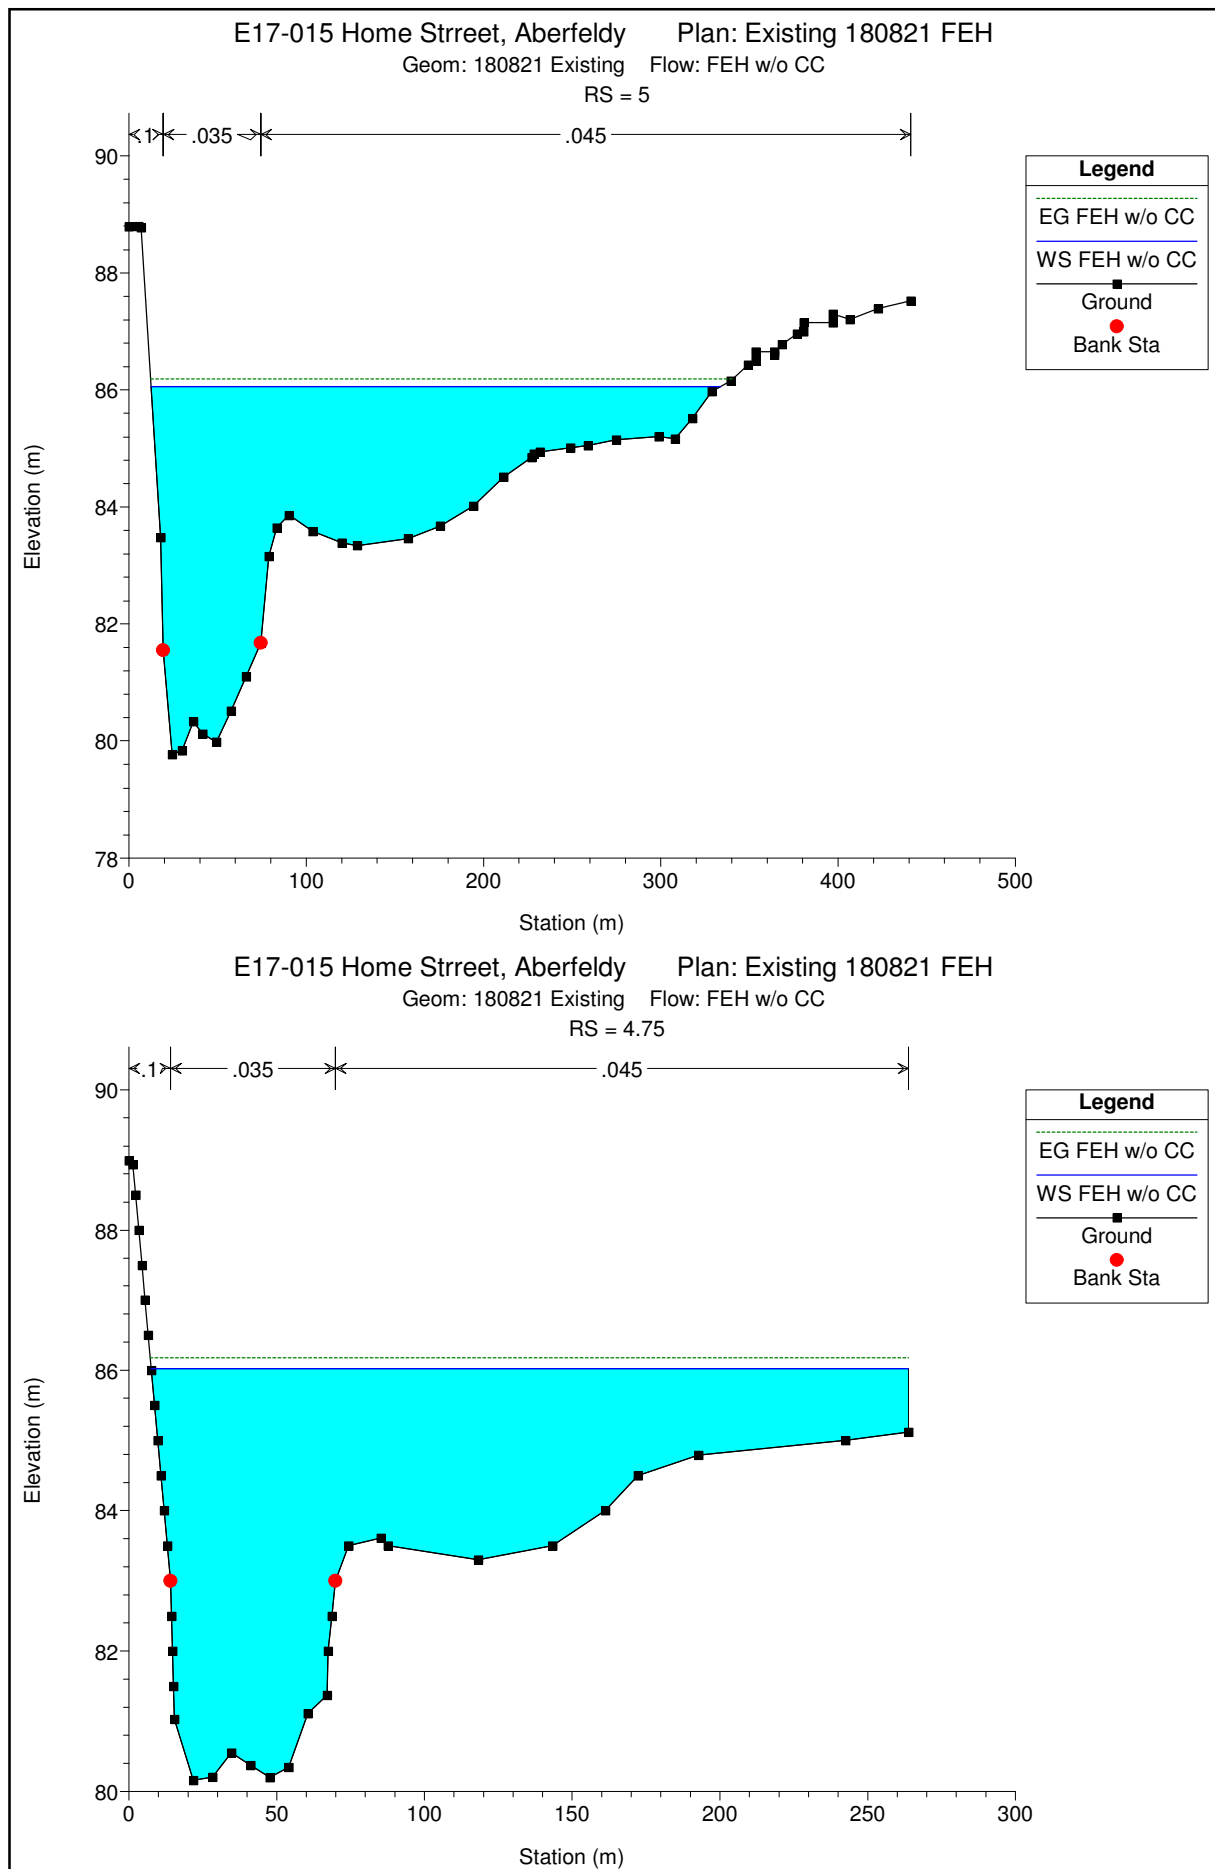 E17-015 Home Strreet, Aberfeldy Plan: Existing 180821 FEH
Geom: 180821 Existing Flow: FEH w/o CC
RS = 5
.1 .035 .045
90
88
86
84
82
80
78
Elevation (m)
0 100 200 300 400 500
Station (m)
Legend
EG FEH w/o CC
WS FEH w/o CC
Ground
Bank Sta
E17-015 Home Strreet, Aberfeldy Plan: Existing 180821 FEH
Geom: 180821 Existing Flow: FEH w/o CC
RS = 4.75
.1 .035 .045
90
88
86
84
82
80
Elevation (m)
0 50 100 150 200 250 300
Station (m)
Legend
EG FEH w/o CC
WS FEH w/o CC
Ground
Bank Sta